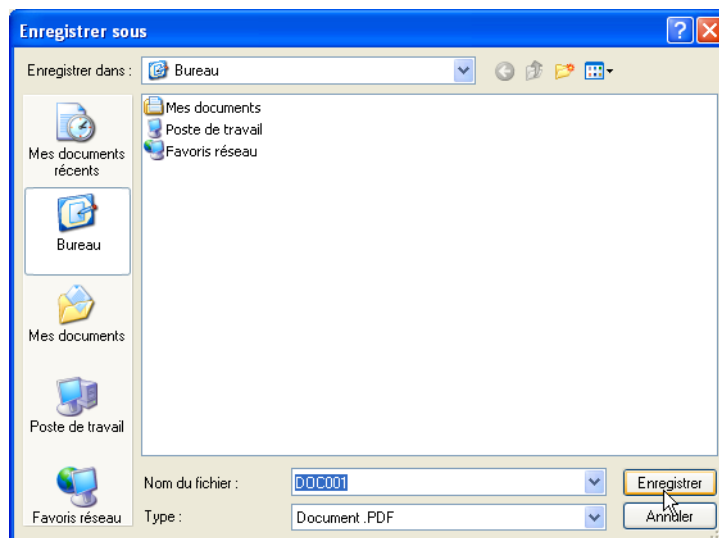 Enregistrer sous
Enregistrer dans :
Bureau
Mes documents
récents
Bureau
Mes documents
Poste de travail
Favoris réseau
Mes documents
Poste de travail
Favoris réseau
Nom du fichier :
DOC001
Enregistrer
Type :
Document .PDF
Annuler